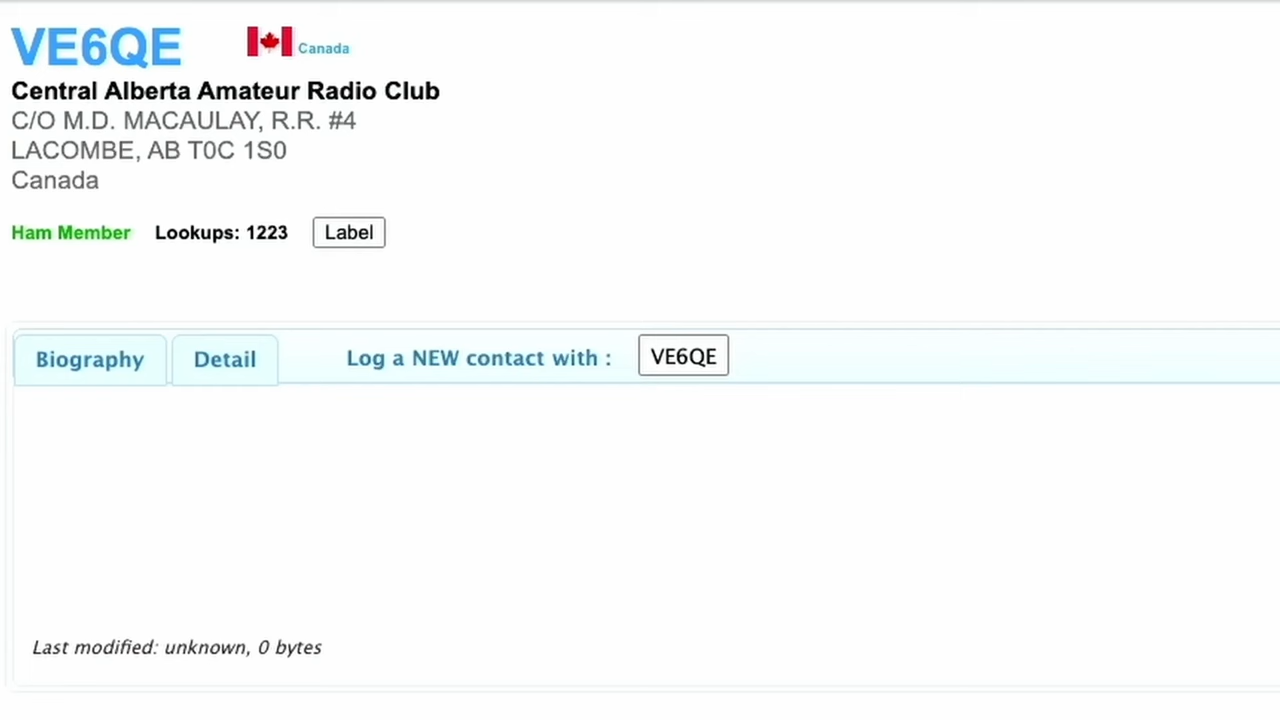 VE6QE Canada
Central Alberta Amateur Radio Club
C/O M.D. MACAULAY, R.R. #4
LACOMBE, AB T0C 1S0
Canada
Ham Member Lookups: 1223 Label
Biography Detail Log a NEW contact with : VE6QE
Last modified: unknown, 0 bytes